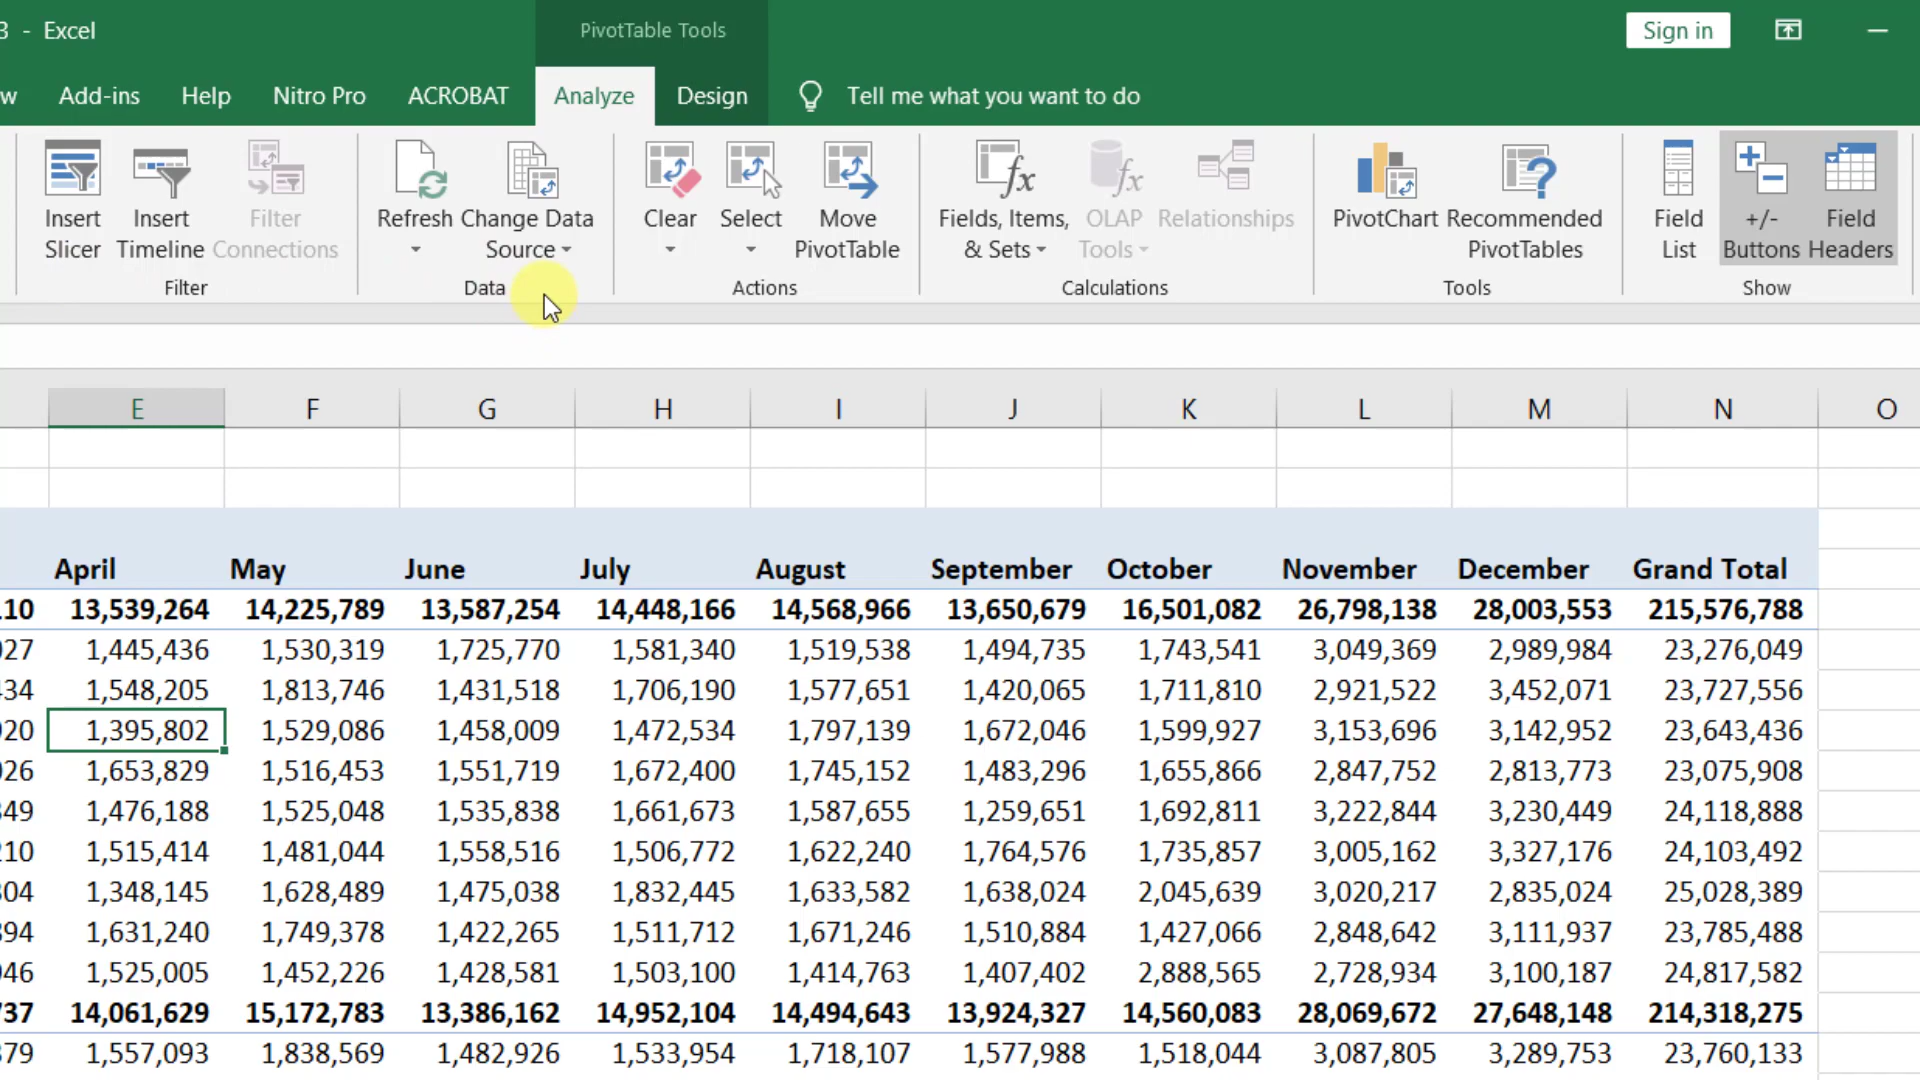 3 - Excel
PivotTable Tools
Sign in
w Add-ins Help Nitro Pro ACROBAT Analyze Design Tell me what you want to do
Insert Slicer
Insert Timeline
Filter Connections
Filter
Refresh
Change Data Source
Data
Clear
Select
Move PivotTable
Actions
Fields, Items, & Sets
OLAP Tools
Relationships
Calculations
PivotChart
Recommended PivotTables
Tools
Field List
+/- Buttons
Field Headers
Show
E F G H I J K L M N O
April May June July August September October November December Grand Total
10 13,539,264 14,225,789 13,587,254 14,448,166 14,568,966 13,650,679 16,501,082 26,798,138 28,003,553 215,576,788
27 1,445,436 1,530,319 1,725,770 1,581,340 1,519,538 1,494,735 1,743,541 3,049,369 2,989,984 23,276,049
434 1,548,205 1,813,746 1,431,518 1,706,190 1,577,651 1,420,065 1,711,810 2,921,522 3,452,071 23,727,556
20 1,395,802 1,529,086 1,458,009 1,472,534 1,797,139 1,672,046 1,599,927 3,153,696 3,142,952 23,643,436
26 1,653,829 1,516,453 1,551,719 1,672,400 1,745,152 1,483,296 1,655,866 2,847,752 2,813,773 23,075,908
349 1,476,188 1,525,048 1,535,838 1,661,673 1,587,655 1,259,651 1,692,811 3,222,844 3,230,449 24,118,888
210 1,515,414 1,481,044 1,558,516 1,506,772 1,622,240 1,764,576 1,735,857 3,005,162 3,327,176 24,103,492
304 1,348,145 1,628,489 1,475,038 1,832,445 1,633,582 1,638,024 2,045,639 3,020,217 2,835,024 25,028,389
394 1,631,240 1,749,378 1,422,265 1,511,712 1,671,246 1,510,884 1,427,066 2,848,642 3,111,937 23,785,488
46 1,525,005 1,452,226 1,428,581 1,503,100 1,414,763 1,407,402 2,888,565 2,728,934 3,100,187 24,817,582
737 14,061,629 15,172,783 13,386,162 14,952,104 14,494,643 13,924,327 14,560,083 28,069,672 27,648,148 214,318,275
379 1,557,093 1,838,569 1,482,926 1,533,954 1,718,107 1,577,988 1,518,044 3,087,805 3,289,753 23,760,133